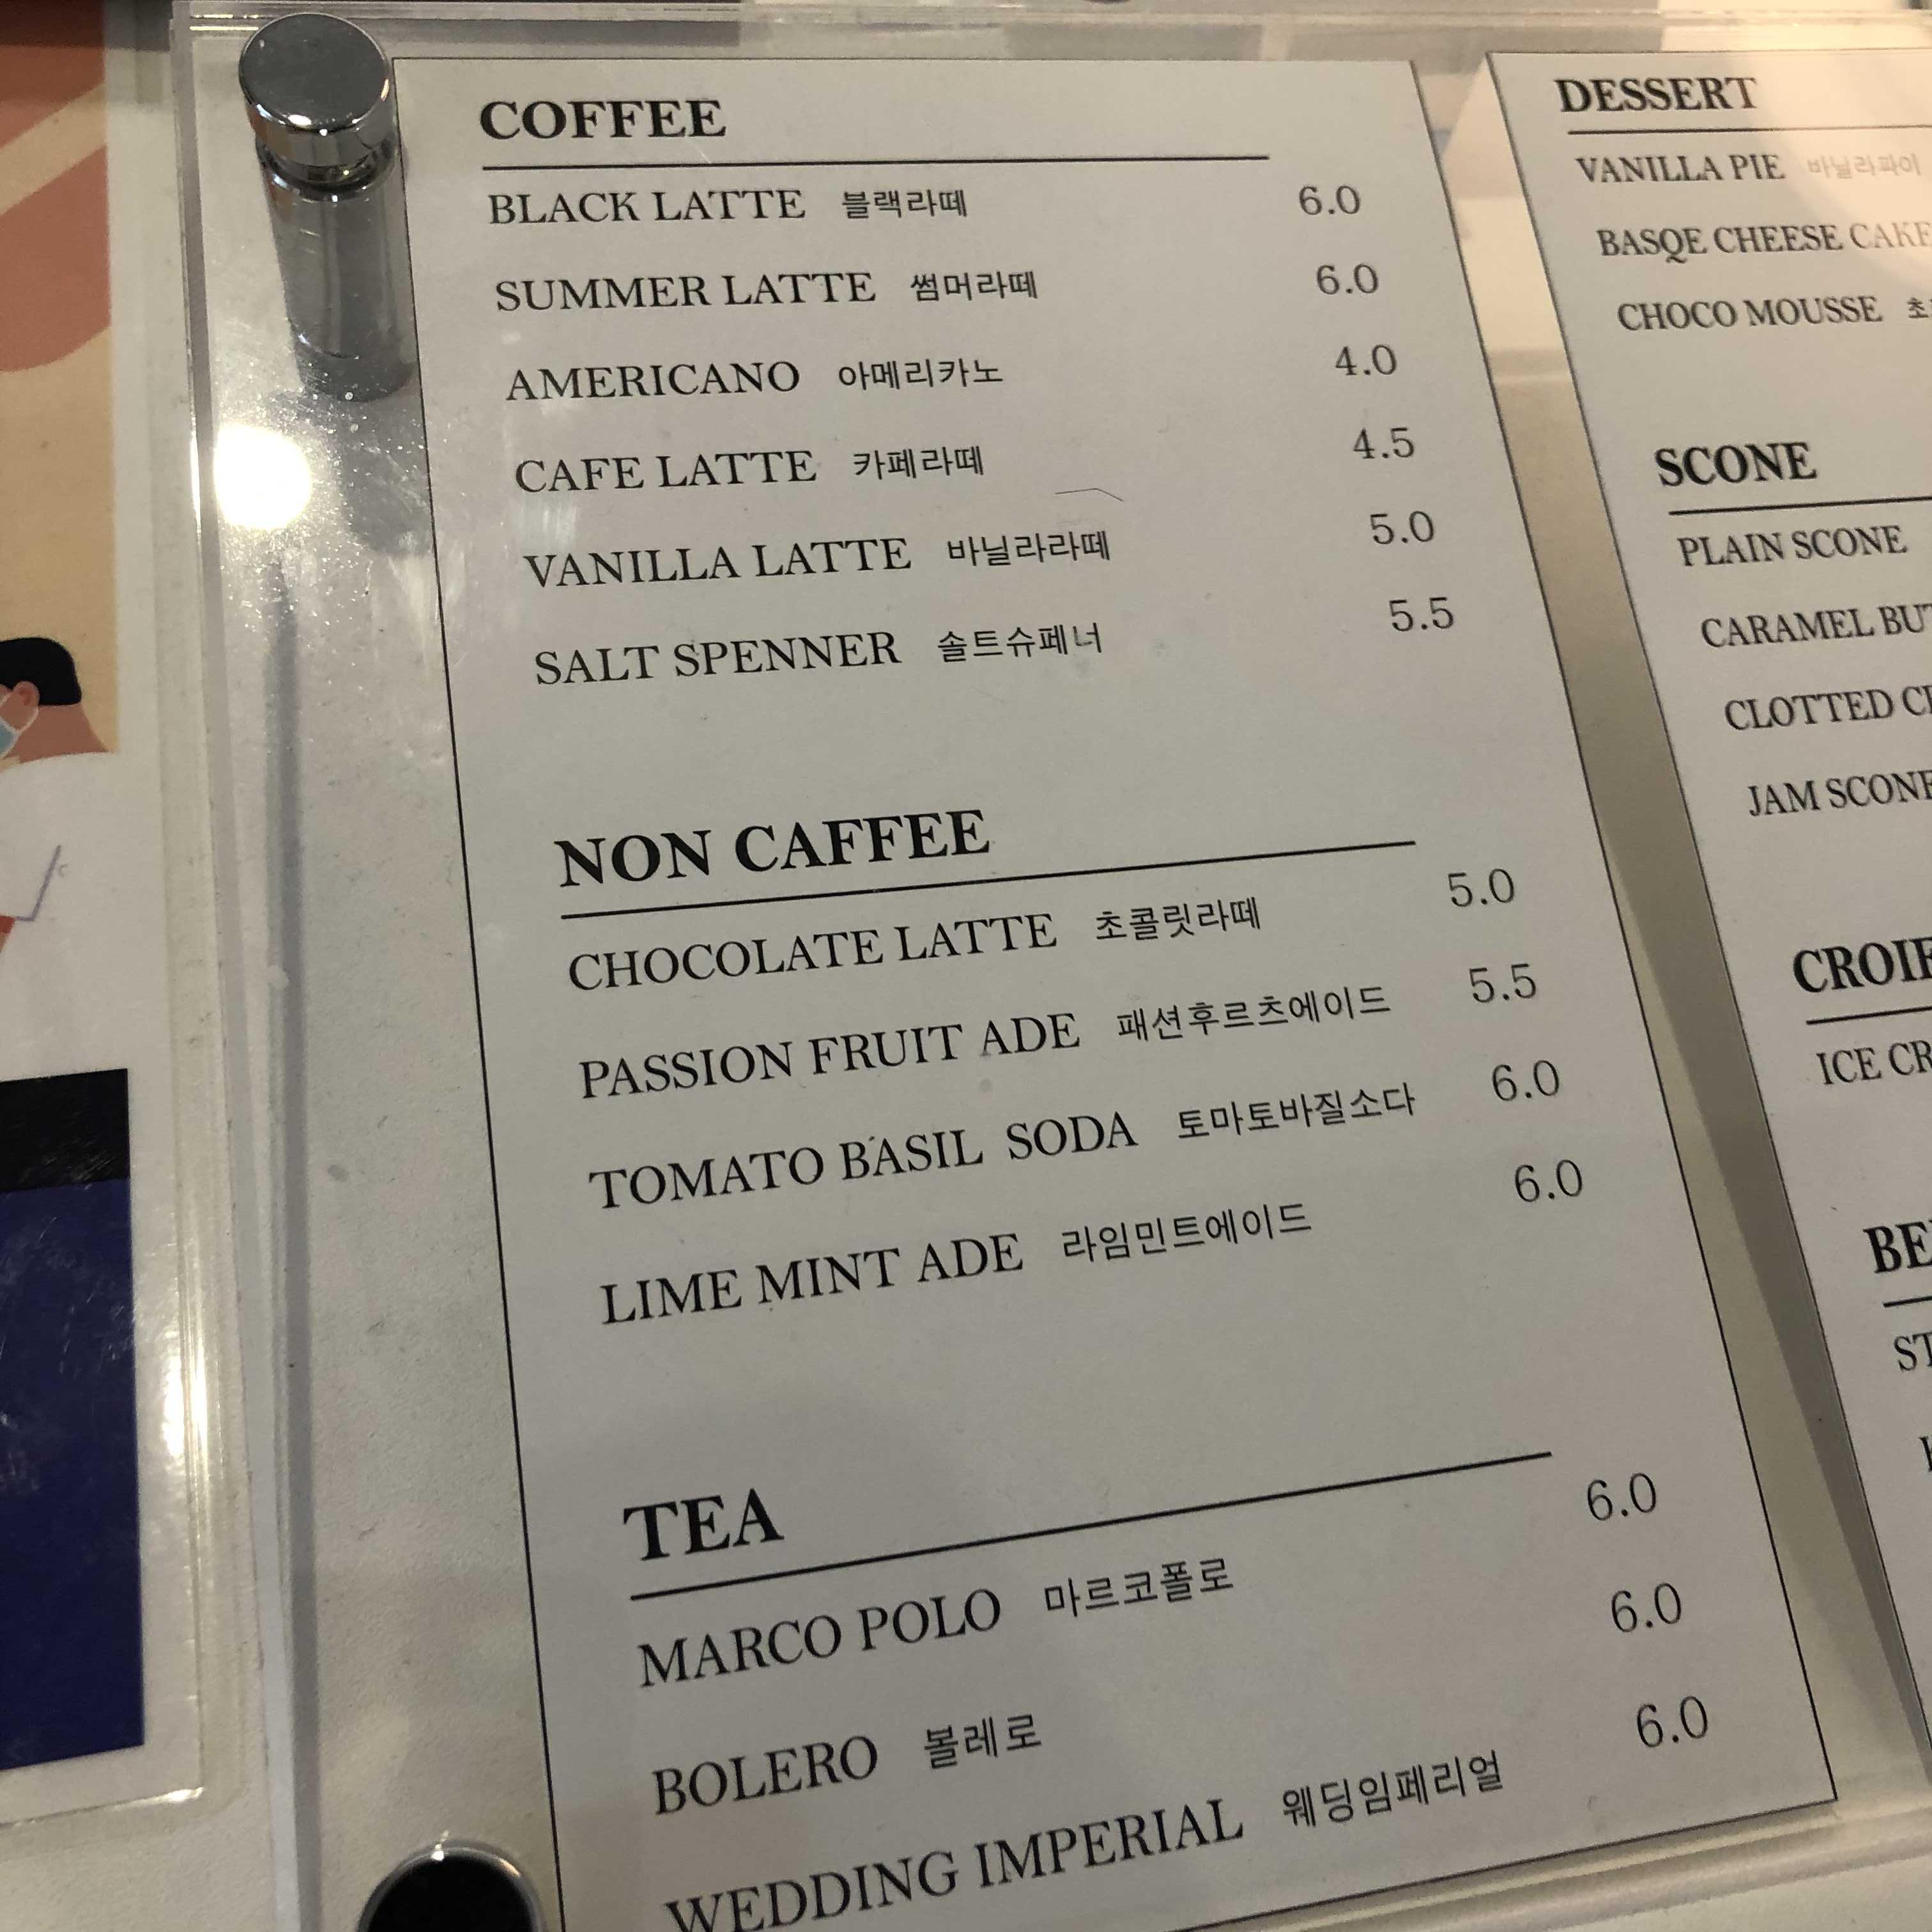 COFFEE
BLACK LATTE 블랙라떼 6.0
SUMMER LATTE 썸머라떼 6.0
AMERICANO 아메리카노 4.0
CAFE LATTE 카페라떼 4.5
VANILLA LATTE 바닐라라떼 5.0
SALT SPENNER 솔트슈페너 5.5
NON CAFFEE
CHOCOLATE LATTE 초콜릿라떼 5.0
PASSION FRUIT ADE 패션후르츠에이드 5.5
TOMATO BASIL SODA 토마토바질소다 6.0
LIME MINT ADE 라임민트에이드 6.0
TEA
MARCO POLO 마르코폴로 6.0
BOLERO 볼레로 6.0
WEDDING IMPERIAL 웨딩임페리얼 6.0
DESSERT
VANILLA PIE 바닐라파이
BASQE CHEESE CAKE
CHOCO MOUSSE
SCONE
PLAIN SCONE
CARAMEL
CLOTTED
JAM SCONE
ICE